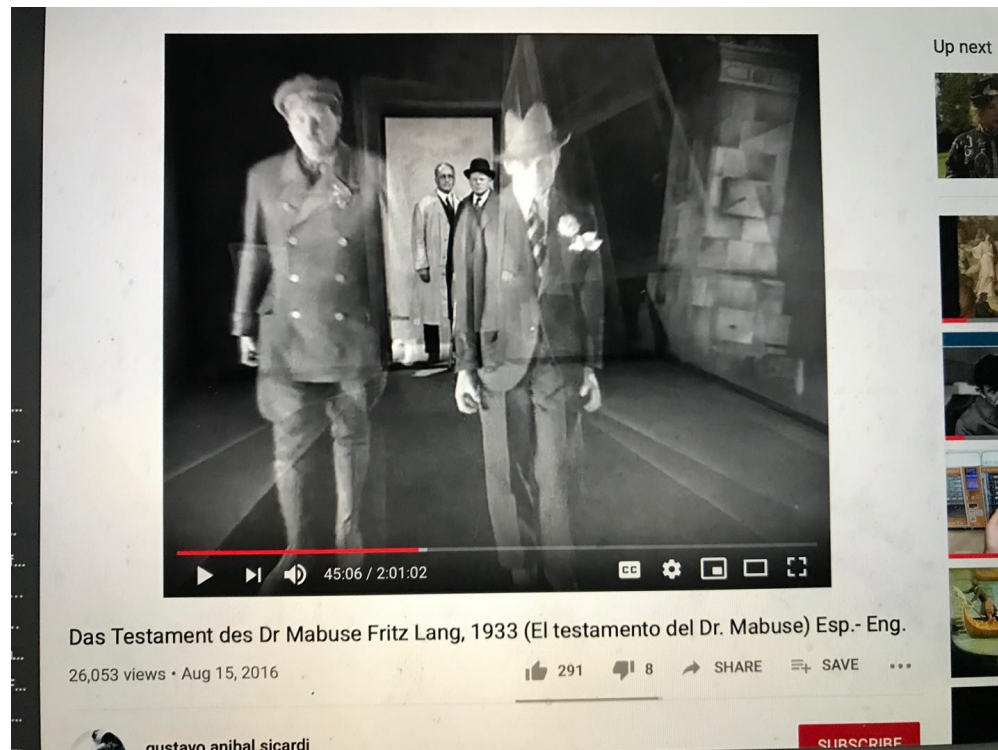 Up next
CC
45:06 / 2:01:02
Das Testament des Dr Mabuse Fritz Lang, 1933 (El testamento del Dr. Mabuse) Esp.- Eng.
26,053 views • Aug 15, 2016
291 8 SHARE SAVE
gustavo anibal sicardi
SUBSCRIBE